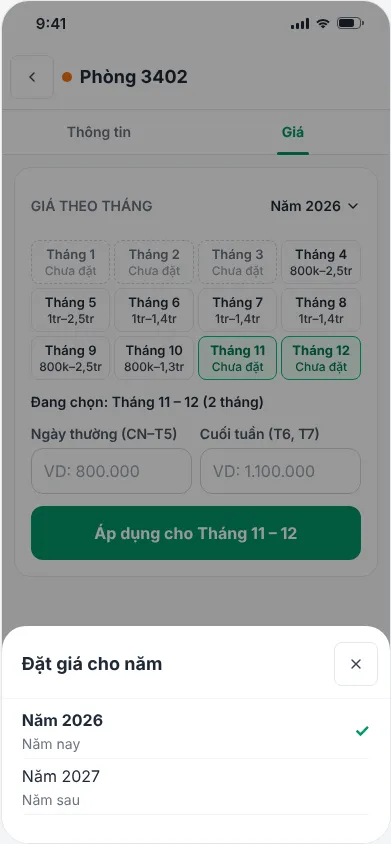 9:41
Phòng 3402
Thông tin Giá
GIÁ THEO THÁNG Năm 2026
Tháng 1 Tháng 2 Tháng 3 Tháng 4
Chưa đặt Chưa đặt Chưa đặt 800k–2,5tr
Tháng 5 Tháng 6 Tháng 7 Tháng 8
1tr–2,5tr 1tr–1,4tr 1tr–1,4tr 1tr–1,4tr
Tháng 9 Tháng 10 Tháng 11 Tháng 12
800k–2,5tr 800k–1,3tr Chưa đặt Chưa đặt
Đang chọn: Tháng 11 – 12 (2 tháng)
Ngày thường (CN–T5) Cuối tuần (T6, T7)
VD: 800.000 VD: 1.100.000
Áp dụng cho Tháng 11 – 12
Đặt giá cho năm
Năm 2026
Năm nay
Năm 2027
Năm sau